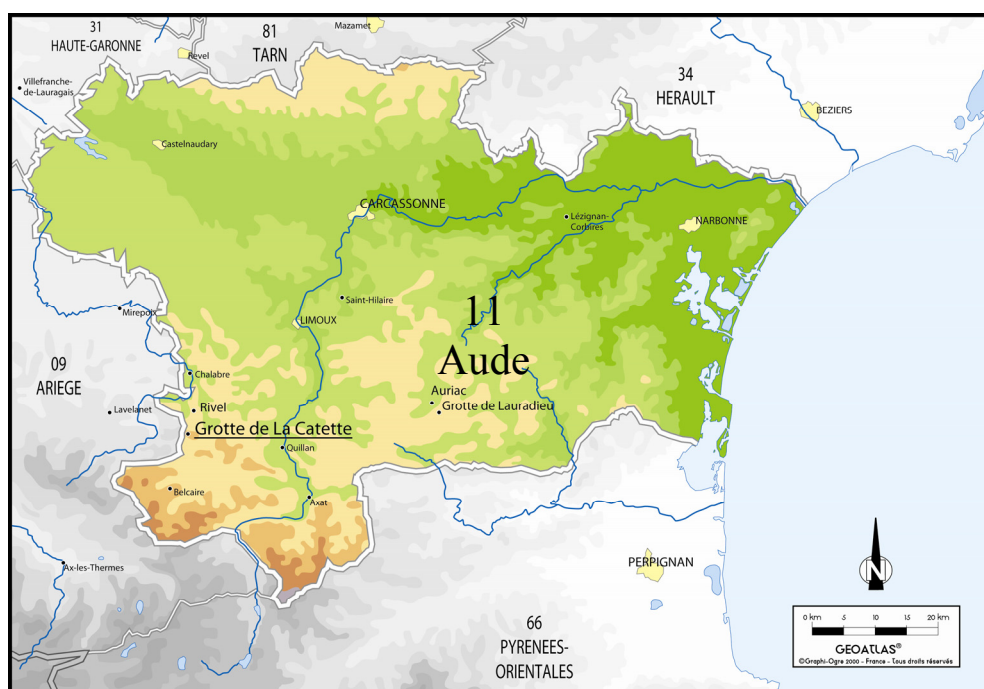 31
HAUTE-GARONNE
81
TARN
Mazamet
Revel
Villefranche-
de-Lauragais
34
HERAULT
BEZIERS
Castelnaudary
CARCASSONNE
Lézignan-
Corbires
NARBONNE
Saint-Hilaire
Mirepoix
LIMOUX
11
Aude
09
ARIEGE
Chalabre
Auriac
Grotte de Lauradieu
Lavelanet
Rivel
Grotte de La Catette
Quillan
Belcaire
Axat
Ax-les-Thermes
PERPIGNAN
N
66
PYRENEES-
ORIENTALES
0 km 5 10 15 20 km
GEOATLAS®
©Graphi-Ogre 2000 - France - Tous droits réservés